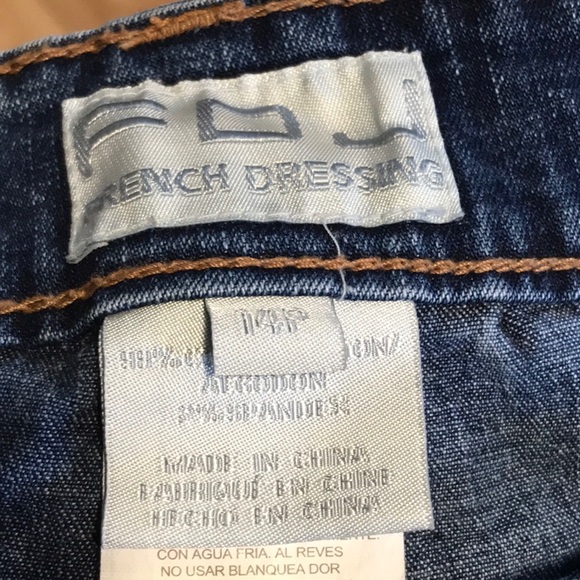 FDJ
FRENCH DRESSING
14P
ALGODON
MADE IN CHINA
FABRIQUÉ EN CHINE
HECHO EN CHINA
CON AGUA FRIA. AL REVES
NO USAR BLANQUEA DOR